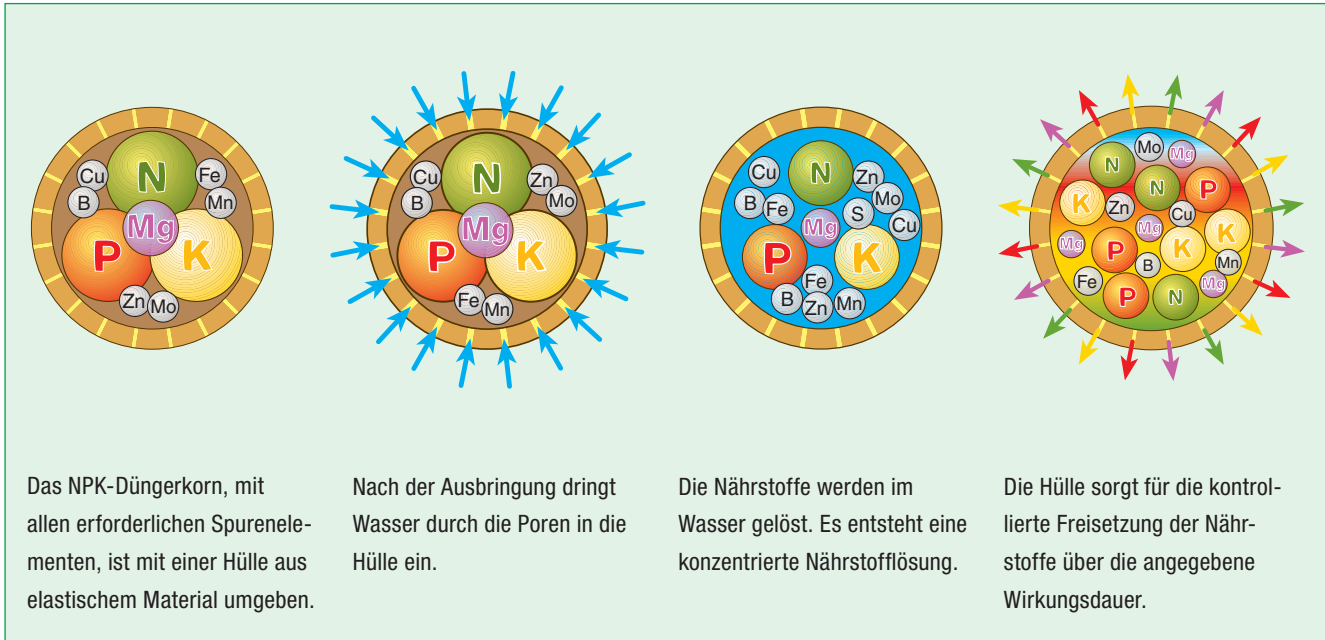 Cu
N
Fe
B
Mn
Mg
P
K
Zn
Mo
Cu
N
Zn
B
Mo
Mg
P
K
Fe
Mn
Cu
N
Zn
B
Fe
S
Mo
Mg
Cu
P
K
Fe
B
Zn
Mn
Mo
N
Mg
N
P
K
Zn
Cu
Mg
Mg
K
P
K
B
Mn
Fe
Mg
P
N
Das NPK-Düngerkorn, mit
allen erforderlichen Spurenele-
menten, ist mit einer Hülle aus
elastischem Material umgeben.
Nach der Ausbringung dringt
Wasser durch die Poren in die
Hülle ein.
Die Nährstoffe werden im
Wasser gelöst. Es entsteht eine
konzentrierte Nährstofflösung.
Die Hülle sorgt für die kontrol-
lierte Freisetzung der Nähr-
stoffe über die angegebene
Wirkungsdauer.